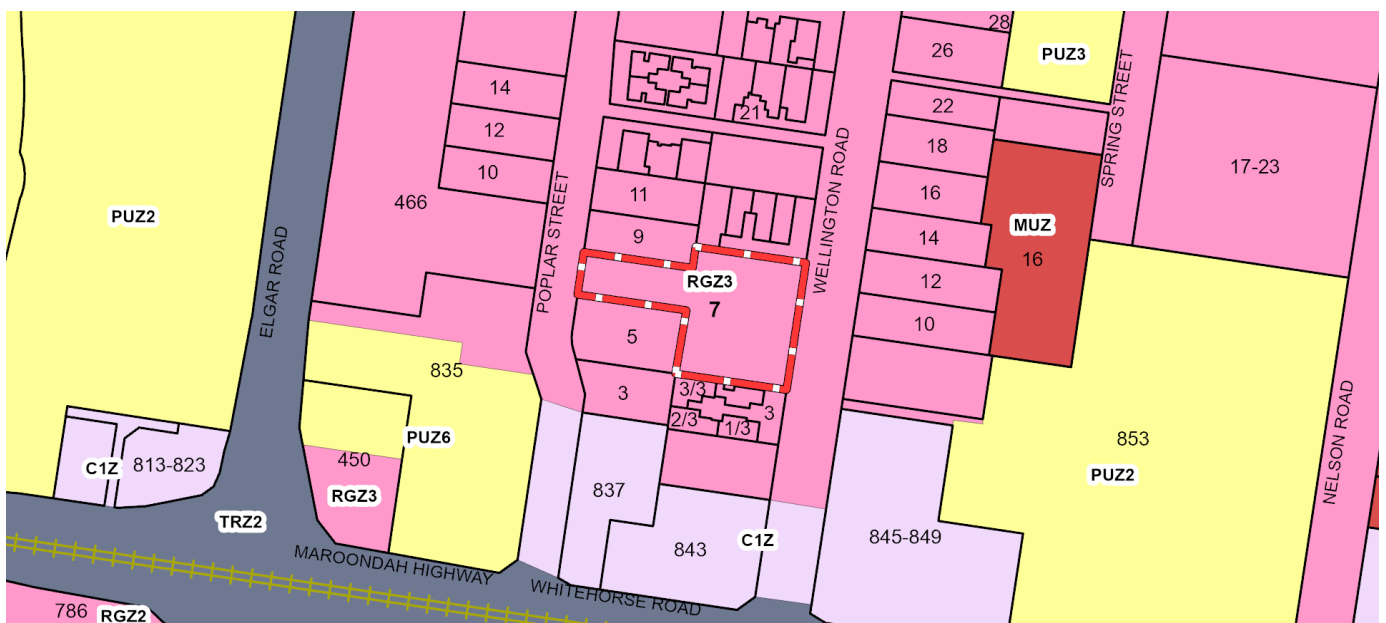 28
26
PUZ3
14
22
21
12
18
SPRING STREET
10
17-23
11
16
466
PUZ2
POPLAR STREET
WELLINGTON ROAD
9
14
MUZ
16
ELGAR ROAD
RGZ3
7
12
10
5
835
3
3/3
3
2/3
1/3
PUZ6
853
NELSON ROAD
C1Z
813-823
450
PUZ2
RGZ3
837
TRZ2
843
C1Z
845-849
MAROONDAH HIGHWAY
WHITEHORSE ROAD
786
RGZ2